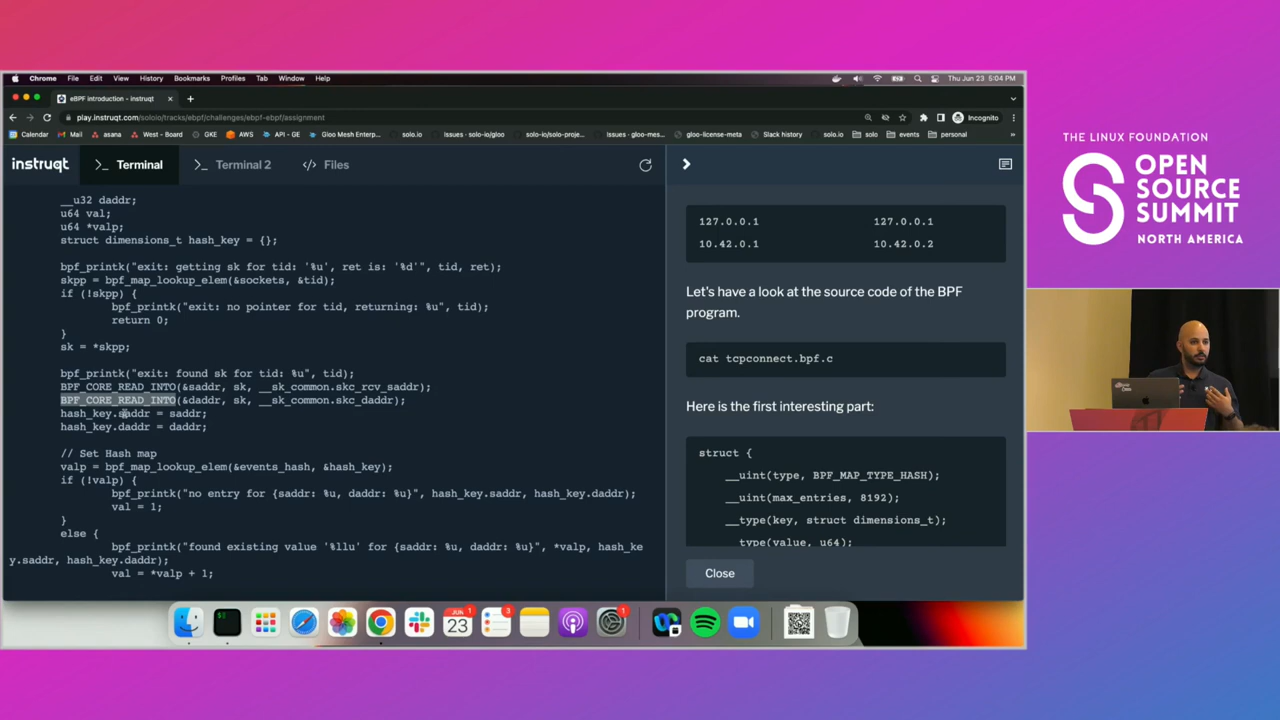 Chrome File Edit View History Bookmarks Profiles Tab Window Help
Thu Jun 23 5:04 PM
eBPF introduction - instruqt
play.instruqt.com/soloio/tracks/ebpf/challenges/ebpf-ebpf/assignment
Incognito
Calendar Mail asana West - Board GKE AWS API - GE Gloo Mesh Enterpr... solo.io Issues · solo-io/gloo solo-io/solo-proje... Issues · gloo-mes... gloo-license-meta Slack history solo.io solo events personal
instruqt
Terminal
Terminal 2
Files
__u32 daddr;
u64 val;
u64 *valp;
struct dimensions_t hash_key = {};
bpf_printk("exit: getting sk for tid: '%u', ret is: '%d'", tid, ret);
skpp = bpf_map_lookup_elem(&sockets, &tid);
if (!skpp) {
bpf_printk("exit: no pointer for tid, returning: %u", tid);
return 0;
}
sk = *skpp;
bpf_printk("exit: found sk for tid: %u", tid);
BPF_CORE_READ_INTO(&saddr, sk, __sk_common.skc_rcv_saddr);
BPF_CORE_READ_INTO(&daddr, sk, __sk_common.skc_daddr);
hash_key.saddr = saddr;
hash_key.daddr = daddr;
// Set Hash map
valp = bpf_map_lookup_elem(&events_hash, &hash_key);
if (!valp) {
bpf_printk("no entry for {saddr: %u, daddr: %u}", hash_key.saddr, hash_key.daddr);
val = 1;
}
else {
bpf_printk("found existing value '%llu' for {saddr: %u, daddr: %u}", *valp, hash_ke
y.saddr, hash_key.daddr);
val = *valp + 1;
127.0.0.1 127.0.0.1
10.42.0.1 10.42.0.2
Let's have a look at the source code of the BPF
program.
cat tcpconnect.bpf.c
Here is the first interesting part:
struct {
__uint(type, BPF_MAP_TYPE_HASH);
__uint(max_entries, 8192);
__type(key, struct dimensions_t);
__type(value, u64);
Close
JUN
23
1
3
1
THE LINUX FOUNDATION
OPEN
SOURCE
SUMMIT
NORTH AMERICA